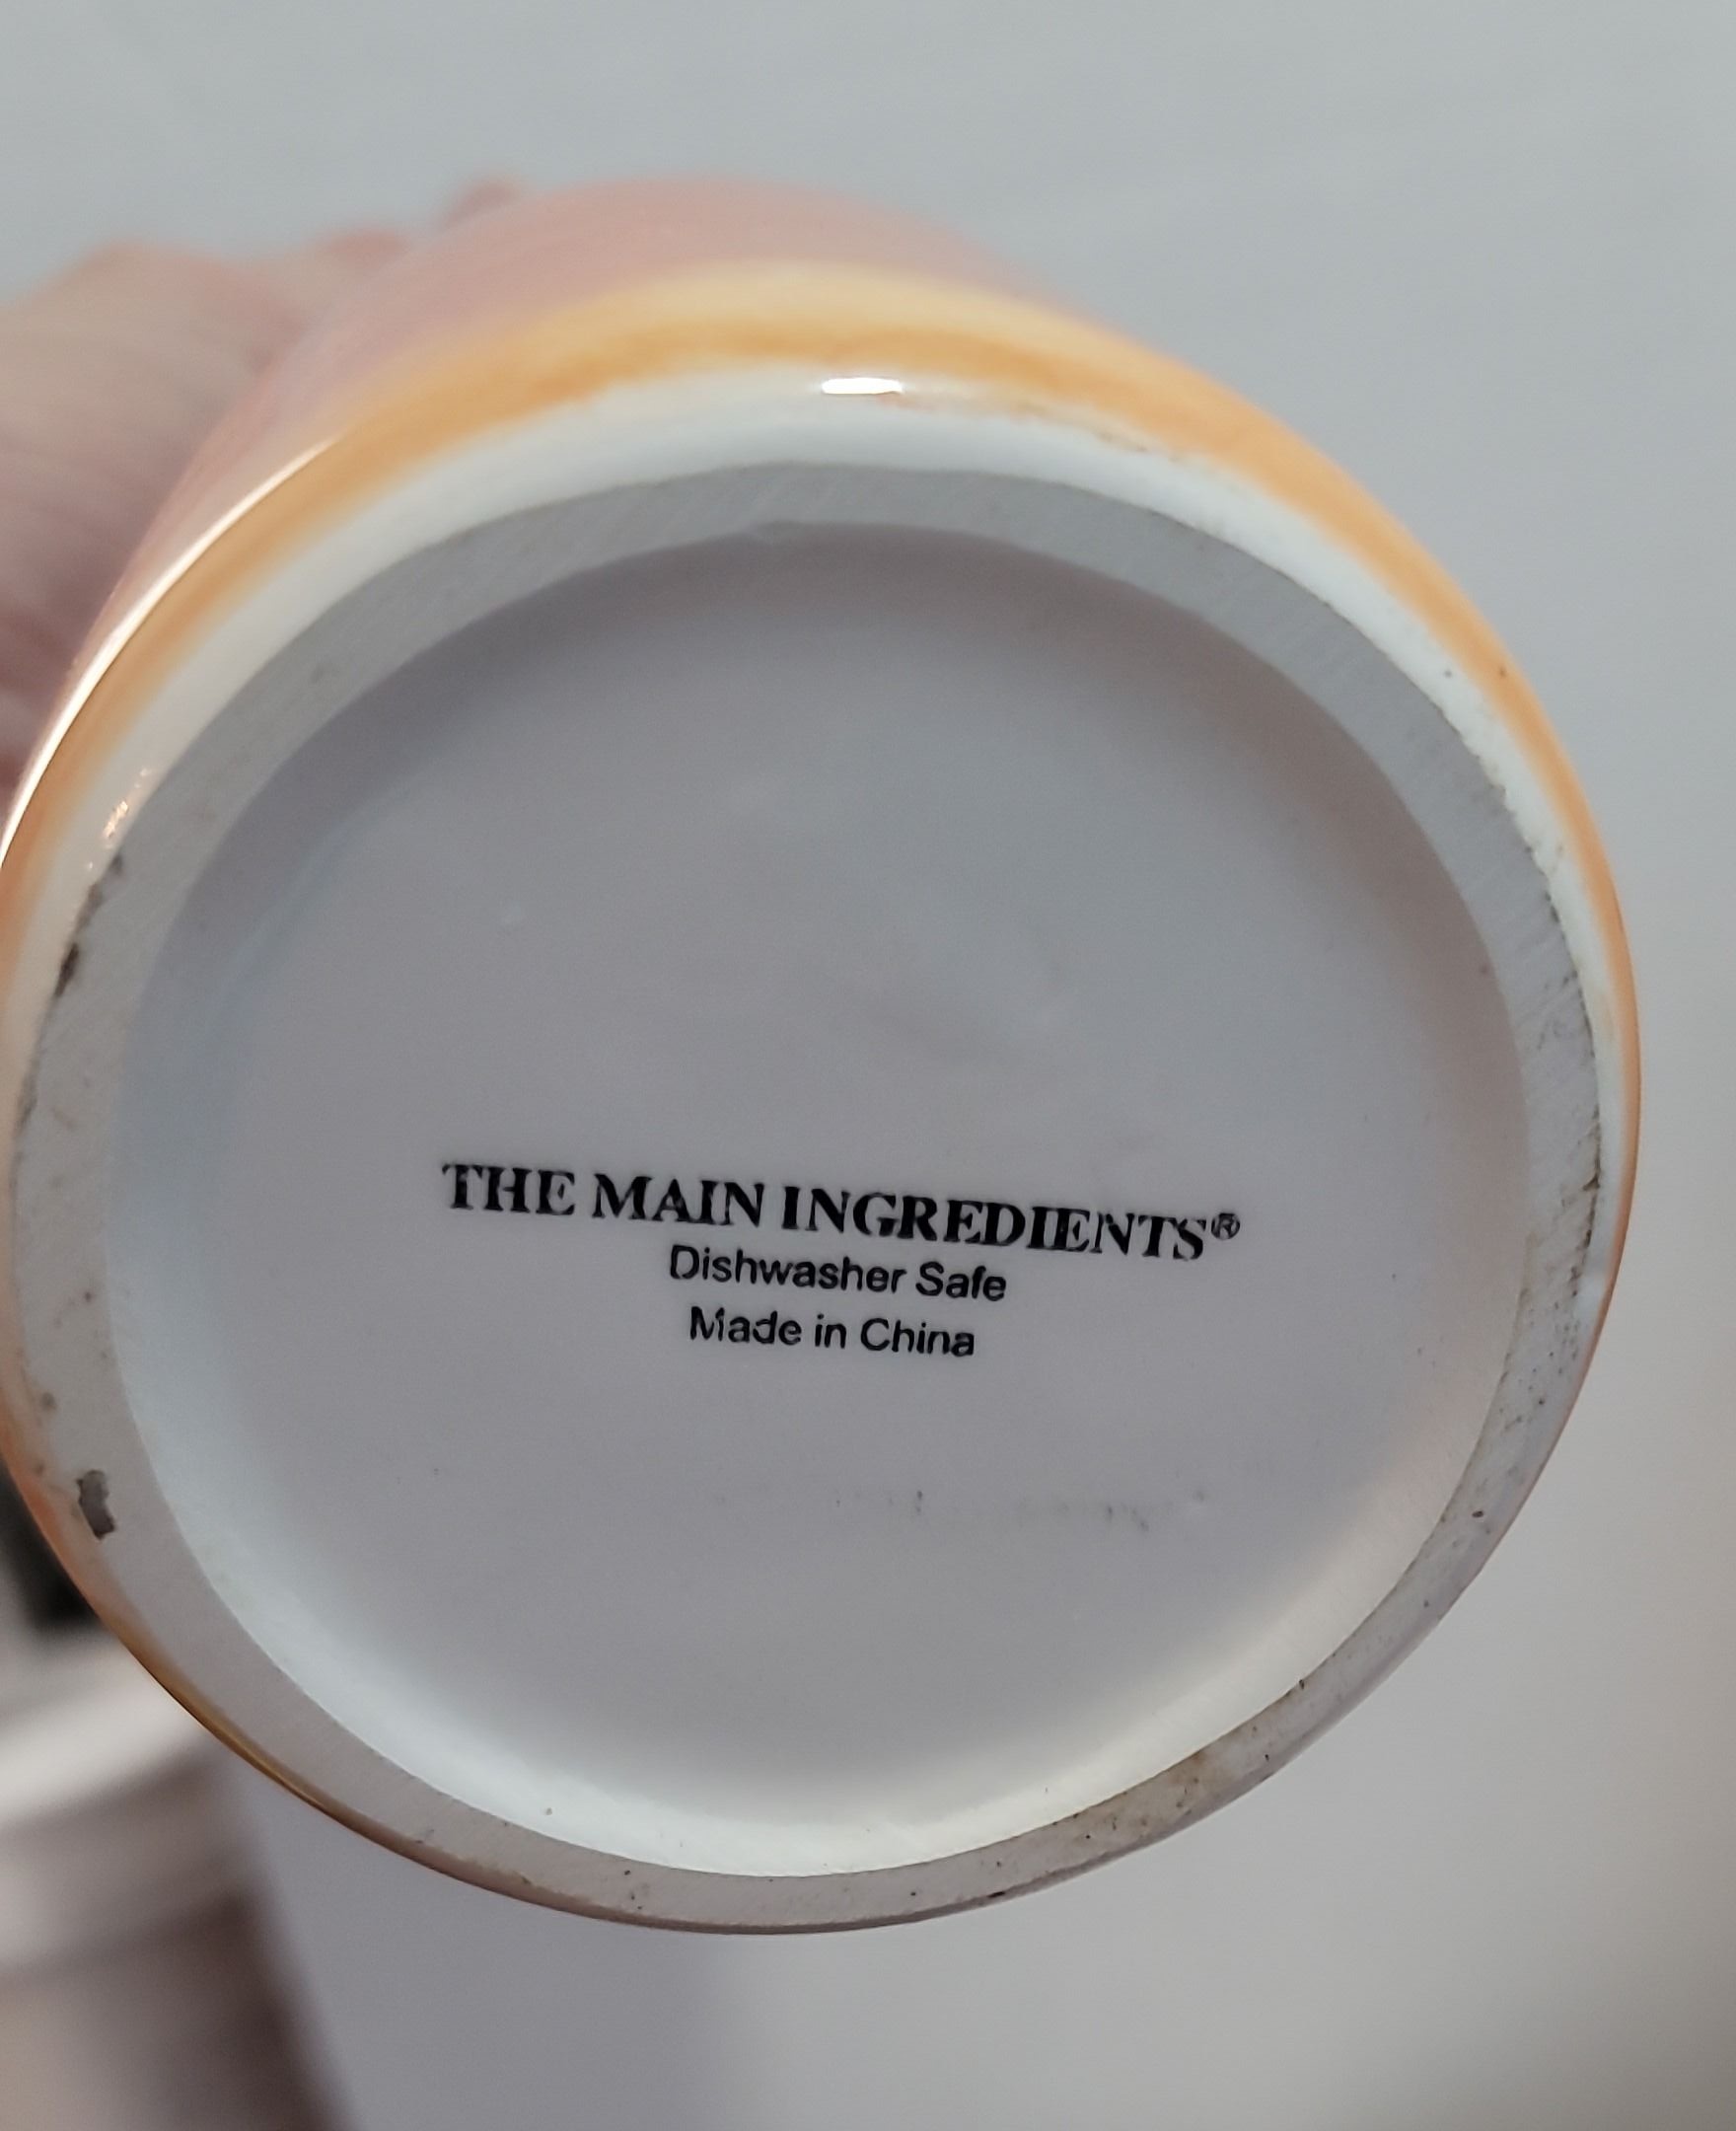 THE MAIN INGREDIENTS®
Dishwasher Safe
Made in China